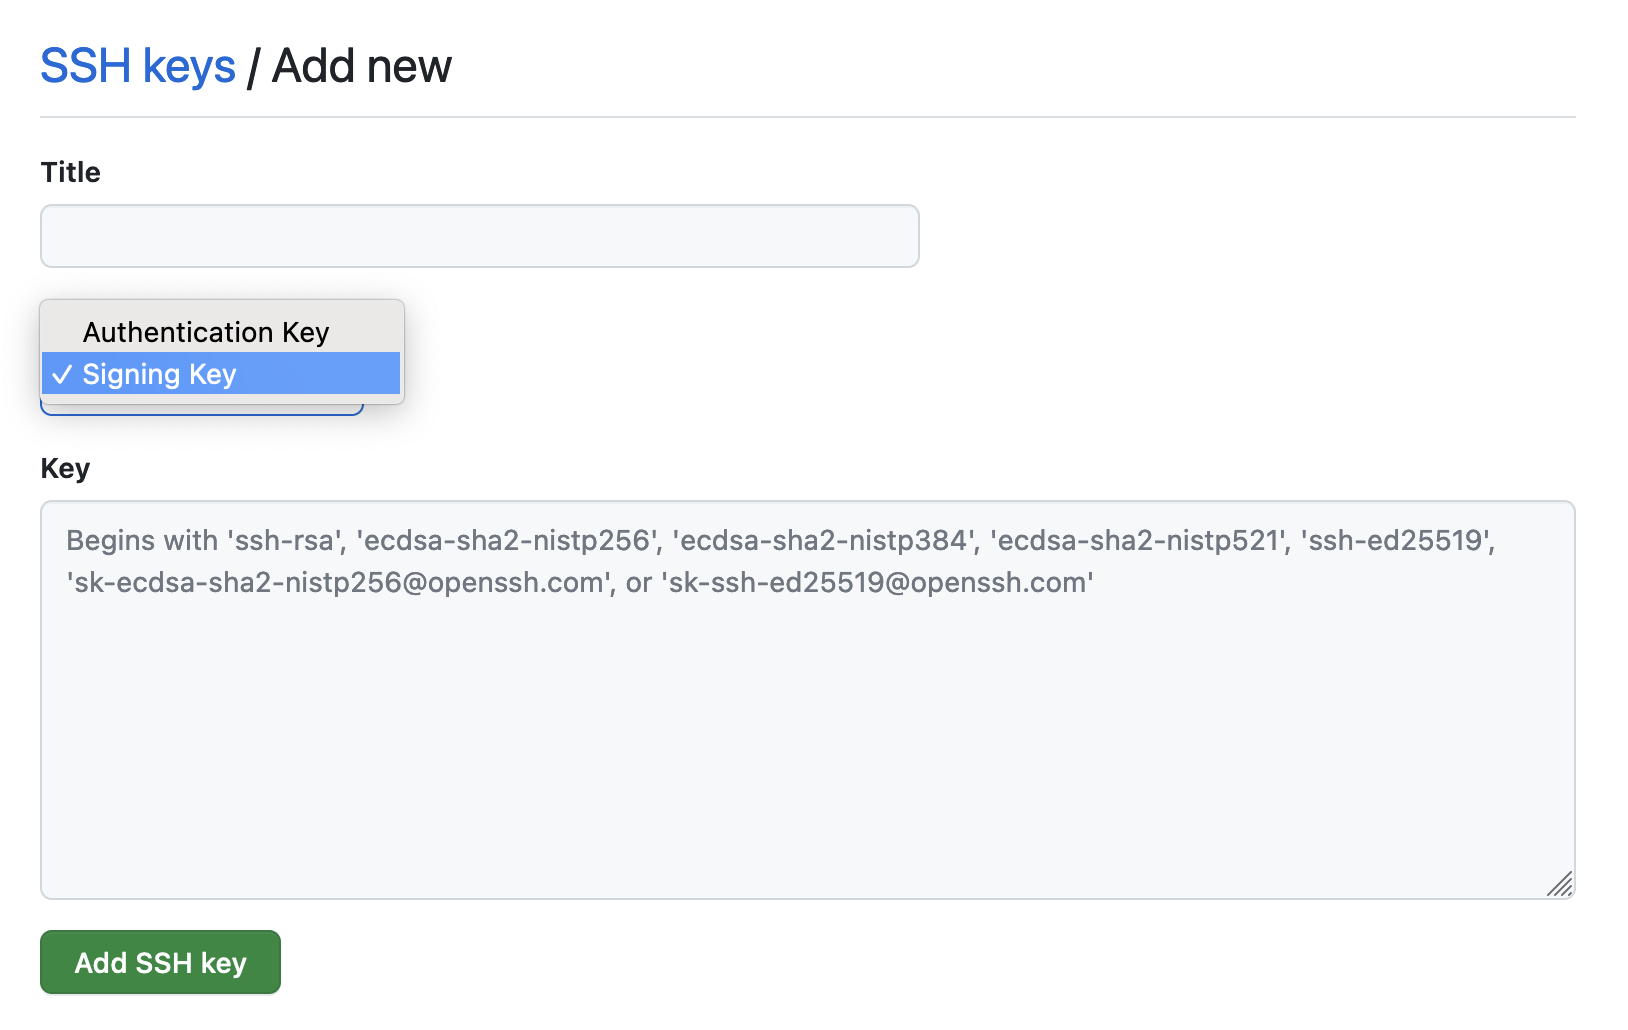 SSH keys / Add new
Title
Authentication Key
✓ Signing Key
Key
Begins with 'ssh-rsa', 'ecdsa-sha2-nistp256', 'ecdsa-sha2-nistp384', 'ecdsa-sha2-nistp521', 'ssh-ed25519',
'sk-ecdsa-sha2-nistp256@openssh.com', or 'sk-ssh-ed25519@openssh.com'
Add SSH key